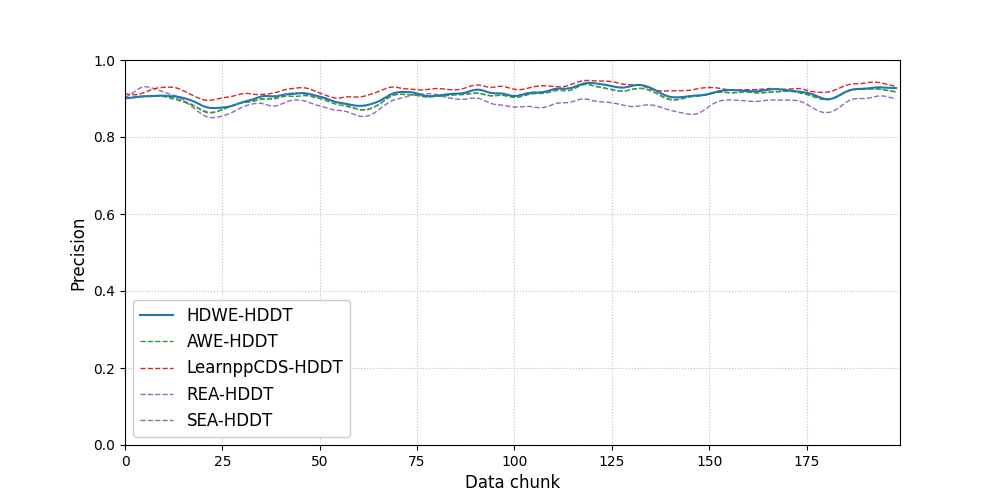 1.0
0.8
0.6
0.4
0.2
0.0
Precision
HDWE-HDDT
AWE-HDDT
LearnppCDS-HDDT
REA-HDDT
SEA-HDDT
0 25 50 75 100 125 150 175
Data chunk